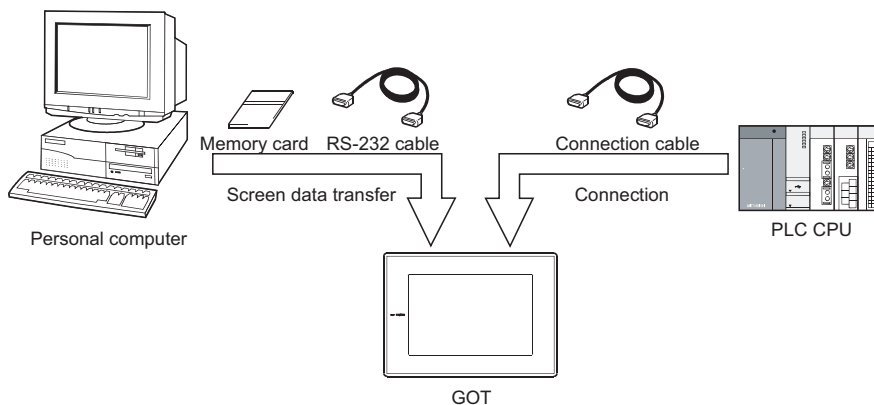 Memory card
RS-232 cable
Connection cable
Screen data transfer
Connection
Personal computer
PLC CPU
GOT